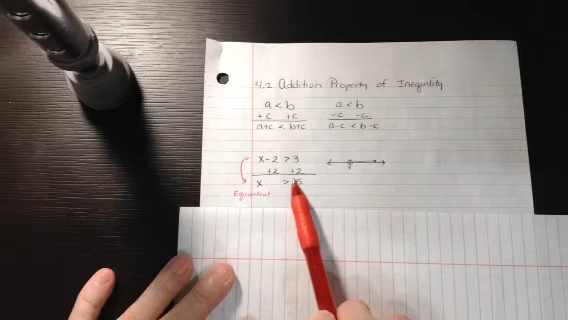 4.2 Addition Property of Inequality
a < b a < b
+c +c -c -c
a+c < b+c a-c < b-c
x-2 > 3
+2 +2
x > 5
Equivalent